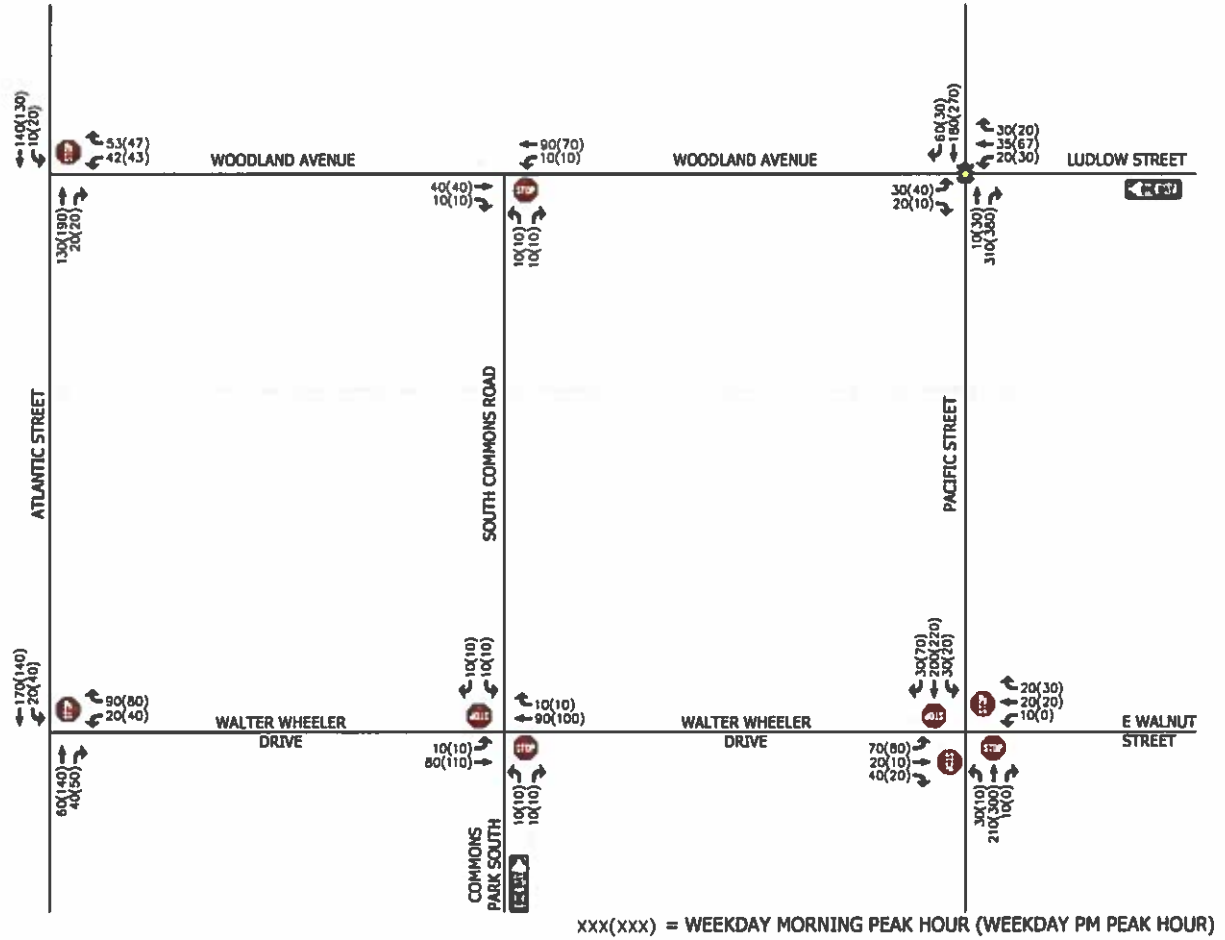 140(130)
10(20)
53(47)
42(43)
WOODLAND AVENUE
130(190)
20(20)
90(70)
10(10)
40(40)
10(10)
STOP
10(10)
10(10)
WOODLAND AVENUE
60(30)
180(270)
30(20)
35(67)
20(30)
LUDLOW STREET
30(40)
20(10)
10(30)
310(380)
ATLANTIC STREET
SOUTH COMMONS ROAD
PACIFIC STREET
170(140)
20(40)
90(80)
20(40)
WALTER WHEELER
DRIVE
60(140)
40(50)
10(10)
10(10)
STOP
10(10)
90(100)
10(10)
80(110)
STOP
10(10)
10(10)
WALTER WHEELER
DRIVE
30(70)
200(220)
30(20)
STOP
20(30)
20(20)
10(0)
E WALNUT
STREET
70(80)
20(10)
40(20)
STOP
30(10)
210(300)
10(0)
COMMONS
PARK SOUTH
xxx(xxx) = WEEKDAY MORNING PEAK HOUR (WEEKDAY PM PEAK HOUR)